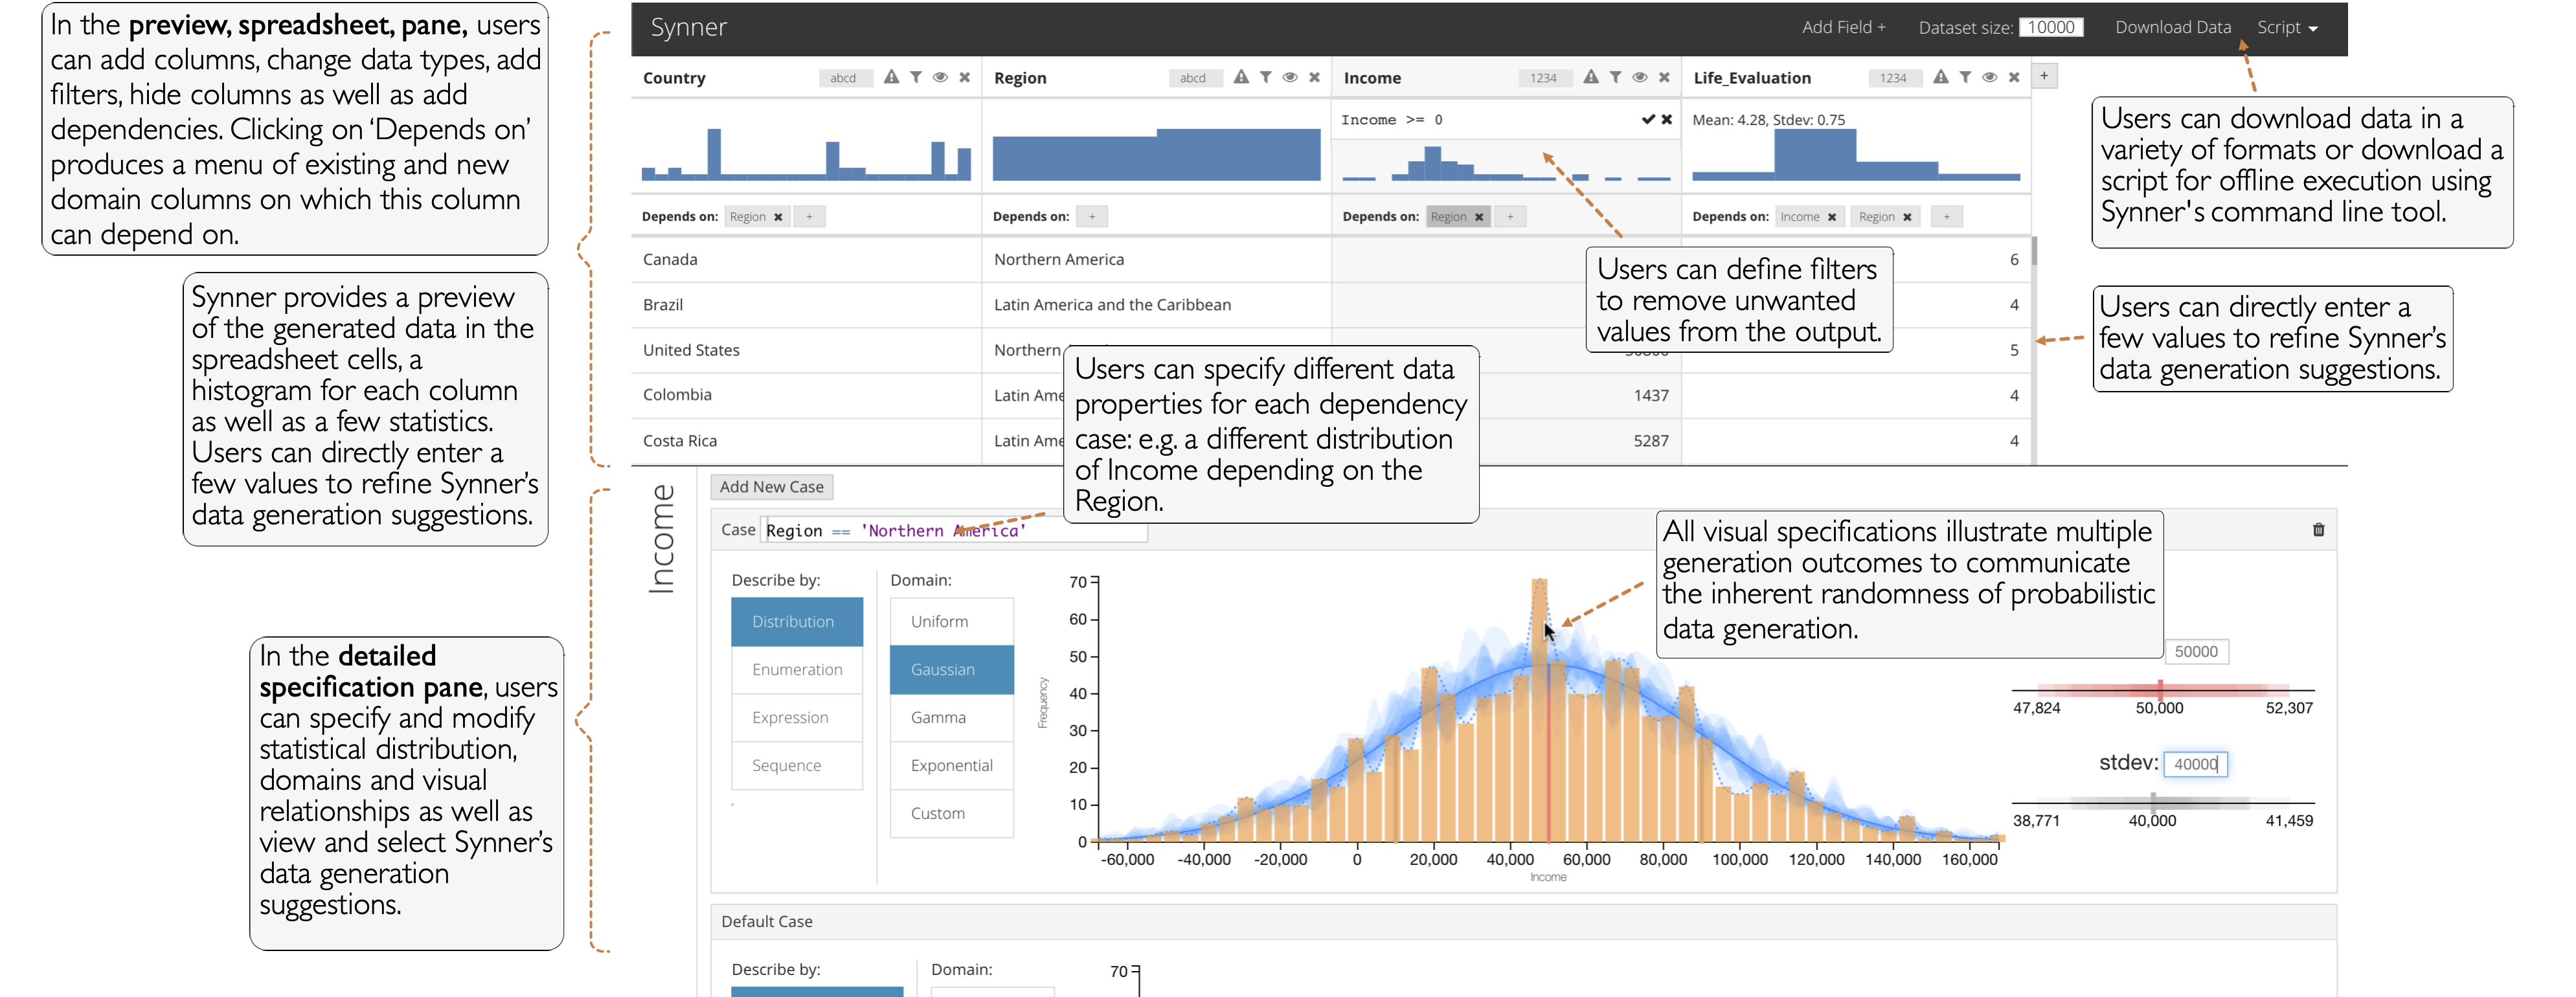 In the preview, spreadsheet, pane, users
can add columns, change data types, add
filters, hide columns as well as add
dependencies. Clicking on ‘Depends on’
produces a menu of existing and new
domain columns on which this column
can depend on.
Synner provides a preview
of the generated data in the
spreadsheet cells, a
histogram for each column
as well as a few statistics.
Users can directly enter a
few values to refine Synner’s
data generation suggestions.
In the detailed
specification pane, users
can specify and modify
statistical distribution,
domains and visual
relationships as well as
view and select Synner’s
data generation
suggestions.
Synner Add Field + Dataset size: 10000 Download Data Script
Country abcd Region abcd Income 1234 Life_Evaluation 1234 +
Income >= 0 Mean: 4.28, Stdev: 0.75
Depends on: Region × + Depends on: + Depends on: Region × + Depends on: Income × Region × +
Canada Northern America 6
Brazil Latin America and the Caribbean 4
United States Northern 5
Colombia Latin Ame 1437 4
Costa Rica Latin Ame 5287 4
Users can define filters
to remove unwanted
values from the output.
Users can download data in a
variety of formats or download a
script for offline execution using
Synner's command line tool.
Users can directly enter a
few values to refine Synner’s
data generation suggestions.
Users can specify different data
properties for each dependency
case: e.g. a different distribution
of Income depending on the
Region.
All visual specifications illustrate multiple
generation outcomes to communicate
the inherent randomness of probabilistic
data generation.
Income
Add New Case
Case Region == 'Northern America'
Describe by:
Distribution
Enumeration
Expression
Sequence
Domain:
Uniform
Gaussian
Gamma
Exponential
Custom
Frequency
70
60
50
40
30
20
10
0
-60,000 -40,000 -20,000 0 20,000 40,000 60,000 80,000 100,000 120,000 140,000 160,000
Income
50000
47,824 50,000 52,307
stdev: 40000
38,771 40,000 41,459
Default Case
Describe by: Domain: 70